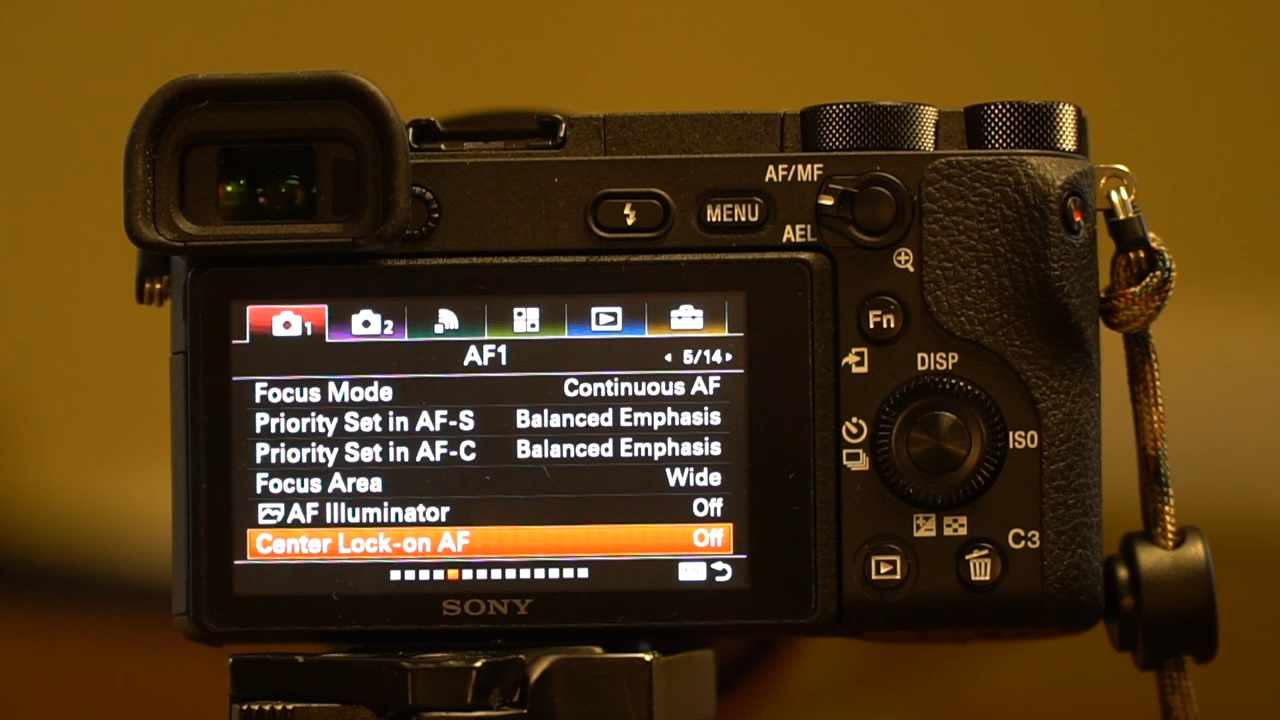 AF/MF
MENU
AEL
1
2
AF1
5/14
Focus Mode Continuous AF
Priority Set in AF-S Balanced Emphasis
Priority Set in AF-C Balanced Emphasis
Focus Area Wide
AF Illuminator Off
Center Lock-on AF Off
SONY
Fn
DISP
ISO
C3